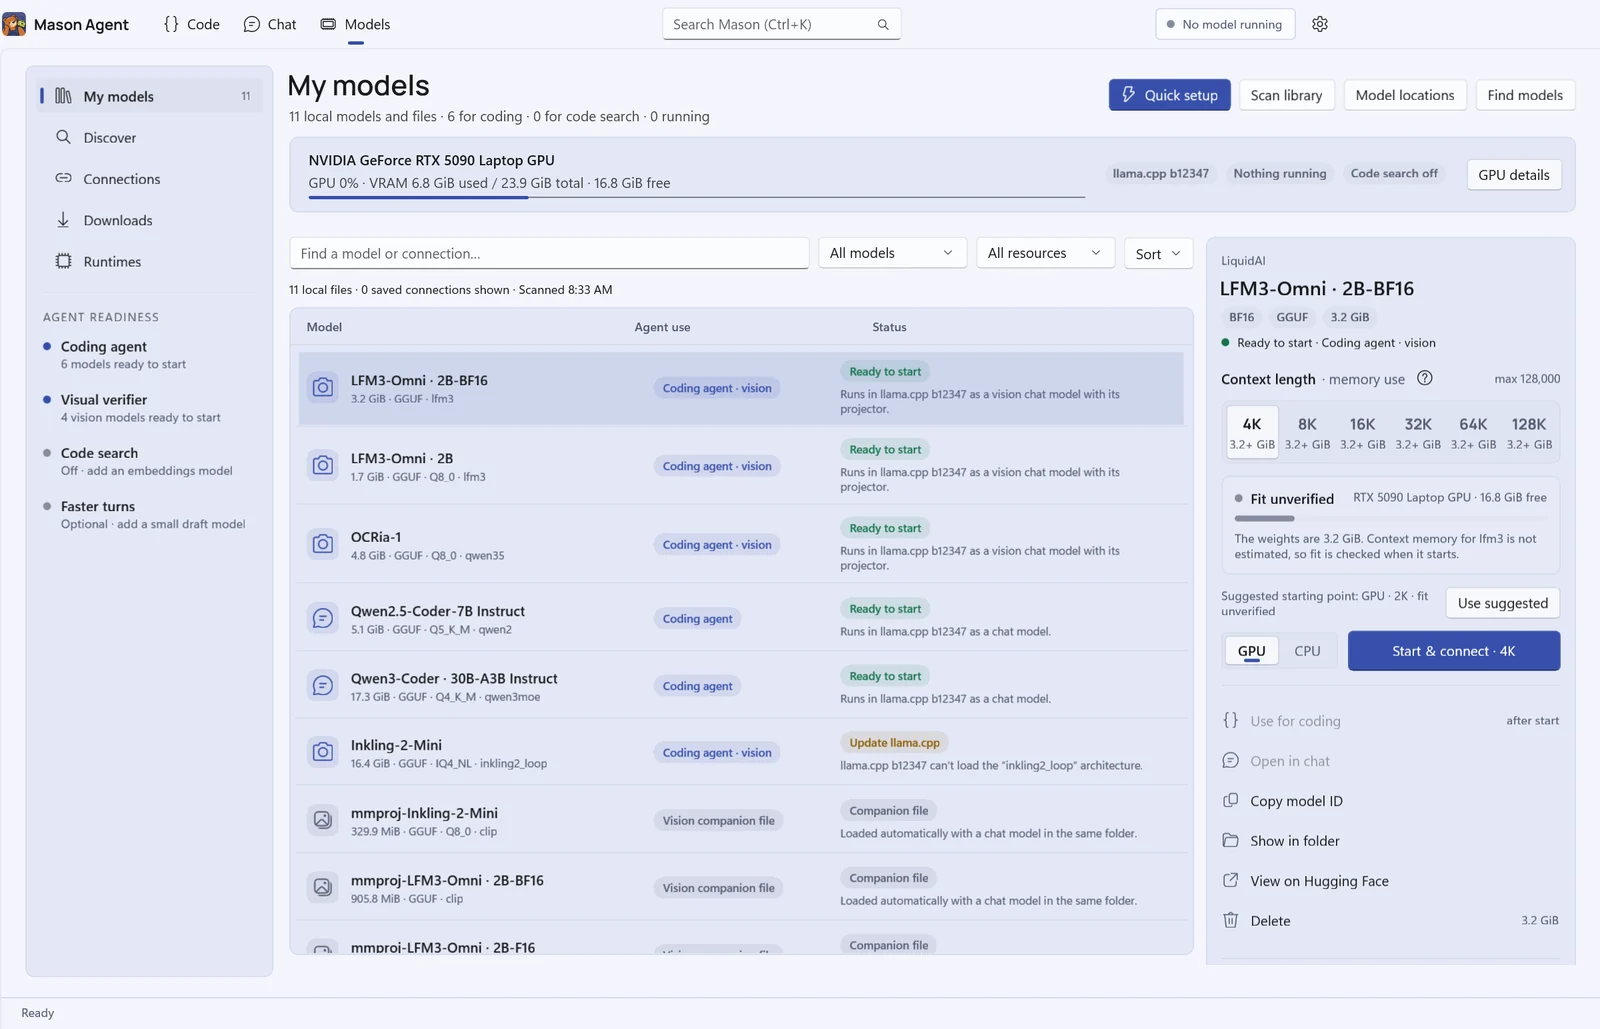 Mason Agent
Code
Chat
Models
Search Mason (Ctrl+K)
No model running
My models
11
Discover
Connections
Downloads
Runtimes
AGENT READINESS
Coding agent
6 models ready to start
Visual verifier
4 vision models ready to start
Code search
Off · add an embeddings model
Faster turns
Optional · add a small draft model
My models
11 local models and files · 6 for coding · 0 for code search · 0 running
Quick setup
Scan library
Model locations
Find models
NVIDIA GeForce RTX 5090 Laptop GPU
GPU 0% · VRAM 6.8 GiB used / 23.9 GiB total · 16.8 GiB free
llama.cpp b12347
Nothing running
Code search off
GPU details
Find a model or connection...
All models
All resources
Sort
11 local files · 0 saved connections shown · Scanned 8:33 AM
Model
Agent use
Status
LFM3-Omni · 2B-BF16
3.2 GiB · GGUF · lfm3
Coding agent · vision
Ready to start
Runs in llama.cpp b12347 as a vision chat model with its
projector.
LFM3-Omni · 2B
1.7 GiB · GGUF · Q8_0 · lfm3
Coding agent · vision
Ready to start
Runs in llama.cpp b12347 as a vision chat model with its
projector.
OCRia-1
4.8 GiB · GGUF · Q8_0 · qwen35
Coding agent · vision
Ready to start
Runs in llama.cpp b12347 as a vision chat model with its
projector.
Qwen2.5-Coder-7B Instruct
5.1 GiB · GGUF · Q5_K_M · qwen2
Coding agent
Ready to start
Runs in llama.cpp b12347 as a chat model.
Qwen3-Coder · 30B-A3B Instruct
17.3 GiB · GGUF · Q4_K_M · qwen3moe
Coding agent
Ready to start
Runs in llama.cpp b12347 as a chat model.
Inkling-2-Mini
16.4 GiB · GGUF · IQ4_NL · inkling2_loop
Coding agent · vision
Update llama.cpp
llama.cpp b12347 can't load the "inkling2_loop" architecture.
mmproj-Inkling-2-Mini
329.9 MiB · GGUF · Q8_0 · clip
Vision companion file
Companion file
Loaded automatically with a chat model in the same folder.
mmproj-LFM3-Omni · 2B-BF16
905.8 MiB · GGUF · clip
Vision companion file
Companion file
Loaded automatically with a chat model in the same folder.
mmproj-LFM3-Omni · 2B-F16
Companion file
LiquidAI
LFM3-Omni · 2B-BF16
BF16
GGUF
3.2 GiB
Ready to start · Coding agent · vision
Context length · memory use
max 128,000
4K 8K 16K 32K 64K 128K
3.2+ GiB 3.2+ GiB 3.2+ GiB 3.2+ GiB 3.2+ GiB 3.2+ GiB
Fit unverified
RTX 5090 Laptop GPU · 16.8 GiB free
The weights are 3.2 GiB. Context memory for lfm3 is not
estimated, so fit is checked when it starts.
Suggested starting point: GPU · 2K · fit
unverified
Use suggested
GPU
CPU
Start & connect · 4K
Use for coding
after start
Open in chat
Copy model ID
Show in folder
View on Hugging Face
Delete
3.2 GiB
Ready